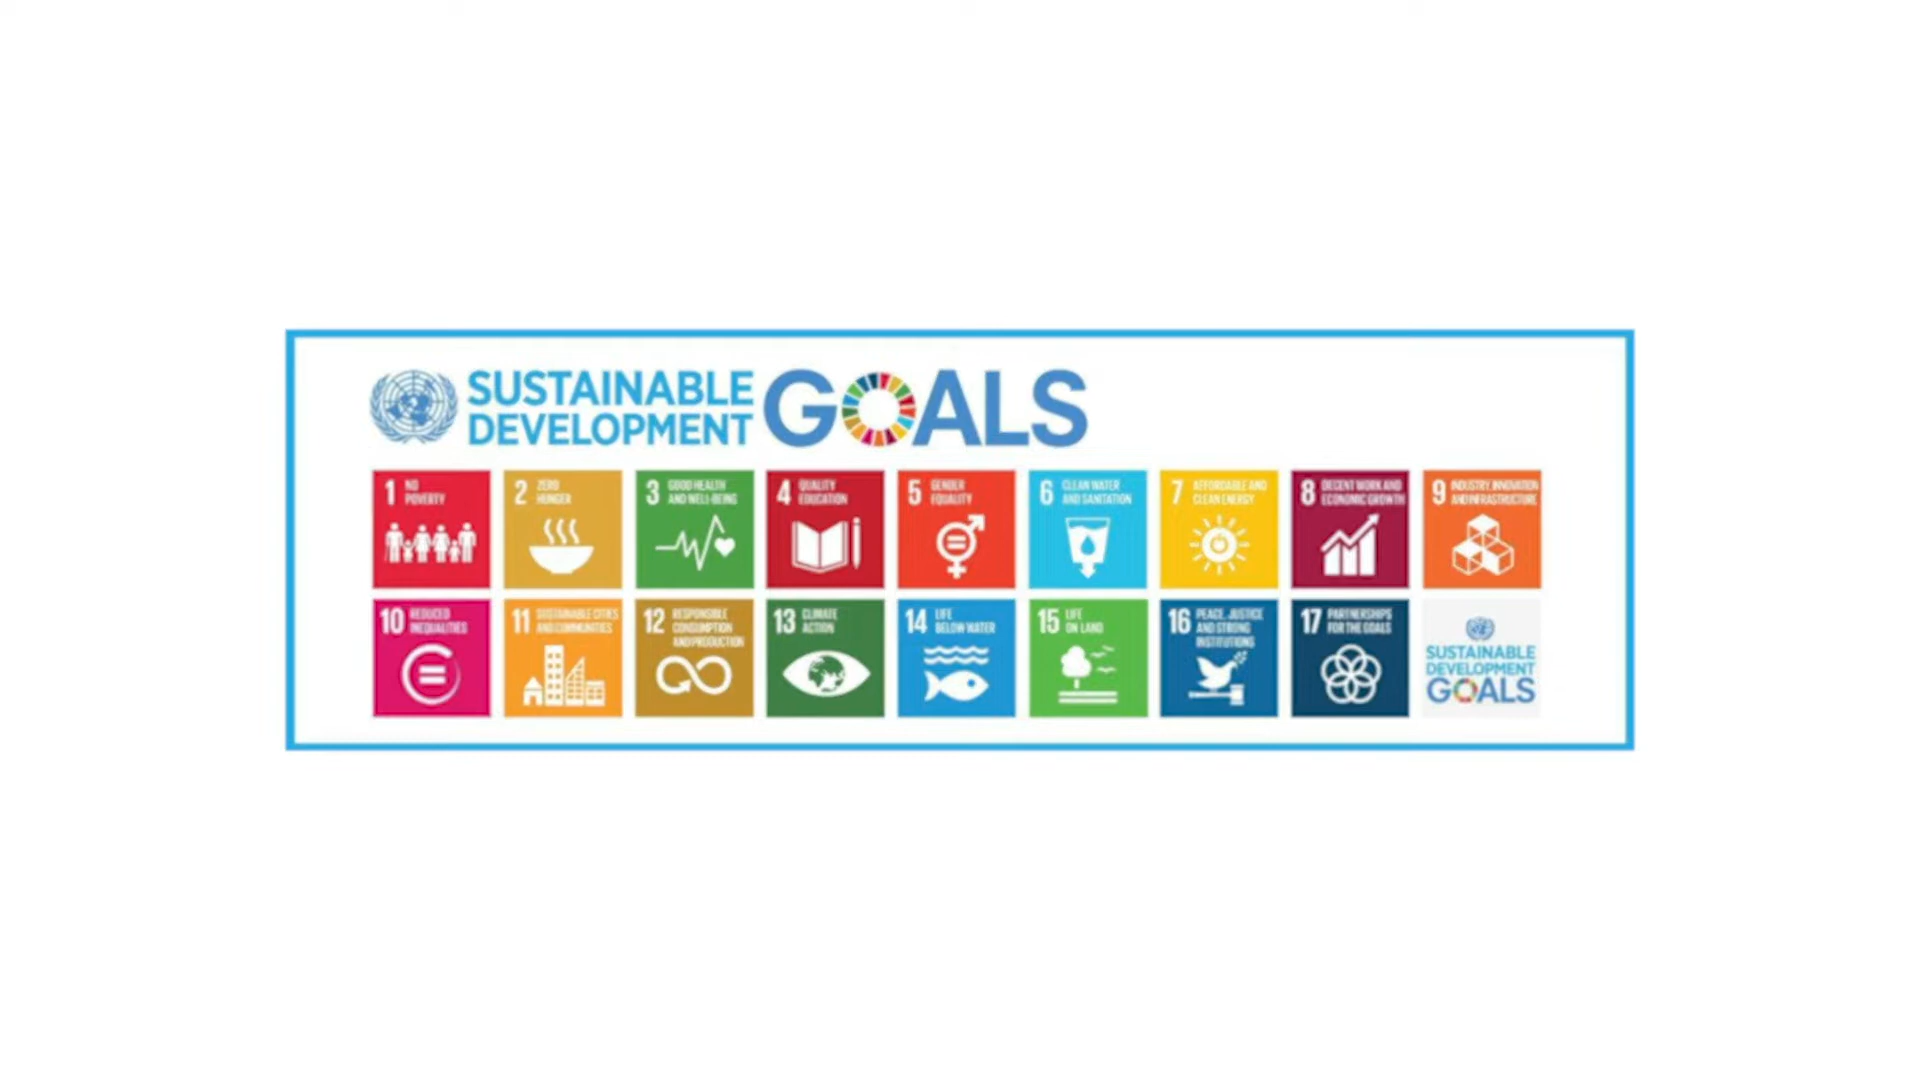 SUSTAINABLE
DEVELOPMENT
GOALS
1 NO
POVERTY
2 ZERO
HUNGER
3 GOOD HEALTH
AND WELL-BEING
4 QUALITY
EDUCATION
5 GENDER
EQUALITY
6 CLEAN WATER
AND SANITATION
7 AFFORDABLE AND
CLEAN ENERGY
8 DECENT WORK AND
ECONOMIC GROWTH
9 INDUSTRY, INNOVATION
AND INFRASTRUCTURE
10 REDUCED
INEQUALITIES
11 SUSTAINABLE CITIES
AND COMMUNITIES
12 RESPONSIBLE
CONSUMPTION
AND PRODUCTION
13 CLIMATE
ACTION
14 LIFE
BELOW WATER
15 LIFE
ON LAND
16 PEACE, JUSTICE
AND STRONG
INSTITUTIONS
17 PARTNERSHIPS
FOR THE GOALS
SUSTAINABLE
DEVELOPMENT
GOALS